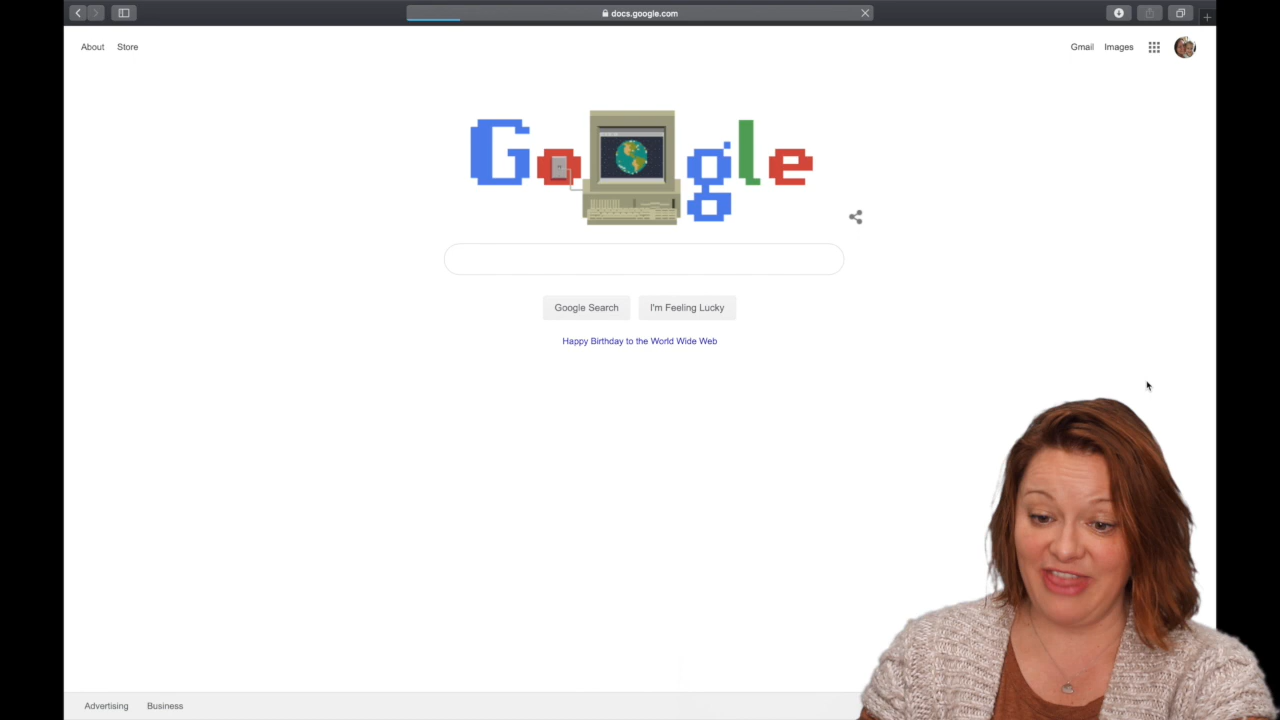 docs.google.com
About Store
Gmail Images
Google
Google Search
I'm Feeling Lucky
Happy Birthday to the World Wide Web
Advertising Business